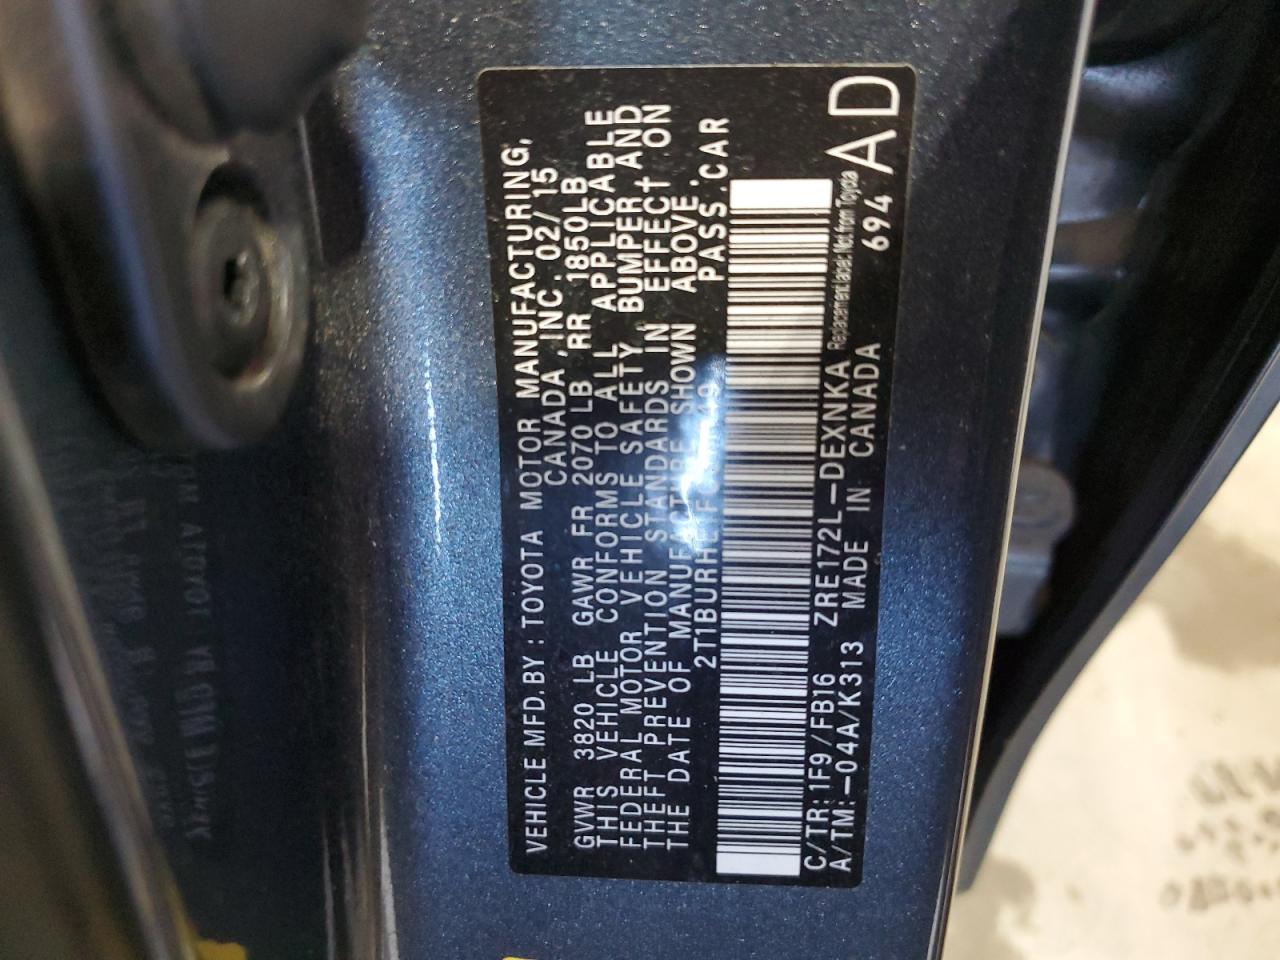 VEHICLE MFD.BY : TOYOTA MOTOR MANUFACTURING,
CANADA,INC. 02/15
GVWR 3820 LB GAWR FR 2070 LB RR 1850LB
THIS VEHICLE CONFORMS TO ALL APPLICABLE
FEDERAL MOTOR VEHICLE SAFETY, BUMPER AND
THEFT PREVENTION STANDARDS IN EFFECT ON
THE DATE OF MANUFACTURE SHOWN ABOVE.
PASS.CAR
C/TR:1F9/FB16 ZRE172L-DEXNKA Replacement label: Not from Toyota
A/TM:-04A/K313 MADE IN CANADA 694 AD